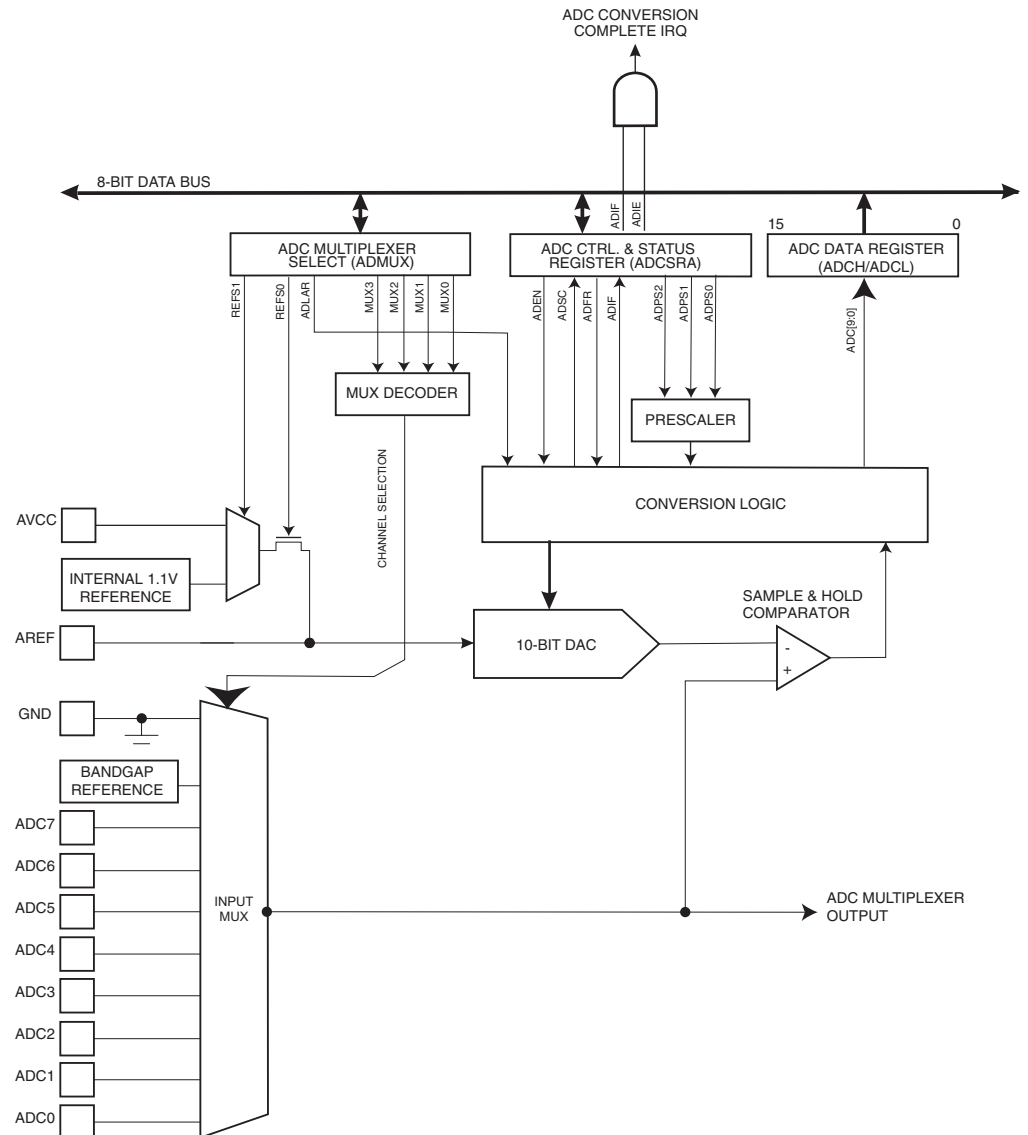 ADC CONVERSION
COMPLETE IRQ
8-BIT DATA BUS
ADIF
ADIE
15
0
ADC MULTIPLEXER
SELECT (ADMUX)
ADC CTRL. & STATUS
REGISTER (ADCSRA)
ADC DATA REGISTER
(ADCH/ADCL)
REFS1
REFS0
ADLAR
MUX3
MUX2
MUX1
MUX0
ADEN
ADSC
ADFR
ADIF
ADPS2
ADPS1
ADPS0
ADC[9:0]
MUX DECODER
PRESCALER
CHANNEL SELECTION
CONVERSION LOGIC
AVCC
INTERNAL 1.1V
REFERENCE
SAMPLE & HOLD
COMPARATOR
AREF
10-BIT DAC
-
+
GND
BANDGAP
REFERENCE
ADC7
ADC6
ADC5
ADC4
ADC3
ADC2
ADC1
ADC0
INPUT
MUX
ADC MULTIPLEXER
OUTPUT